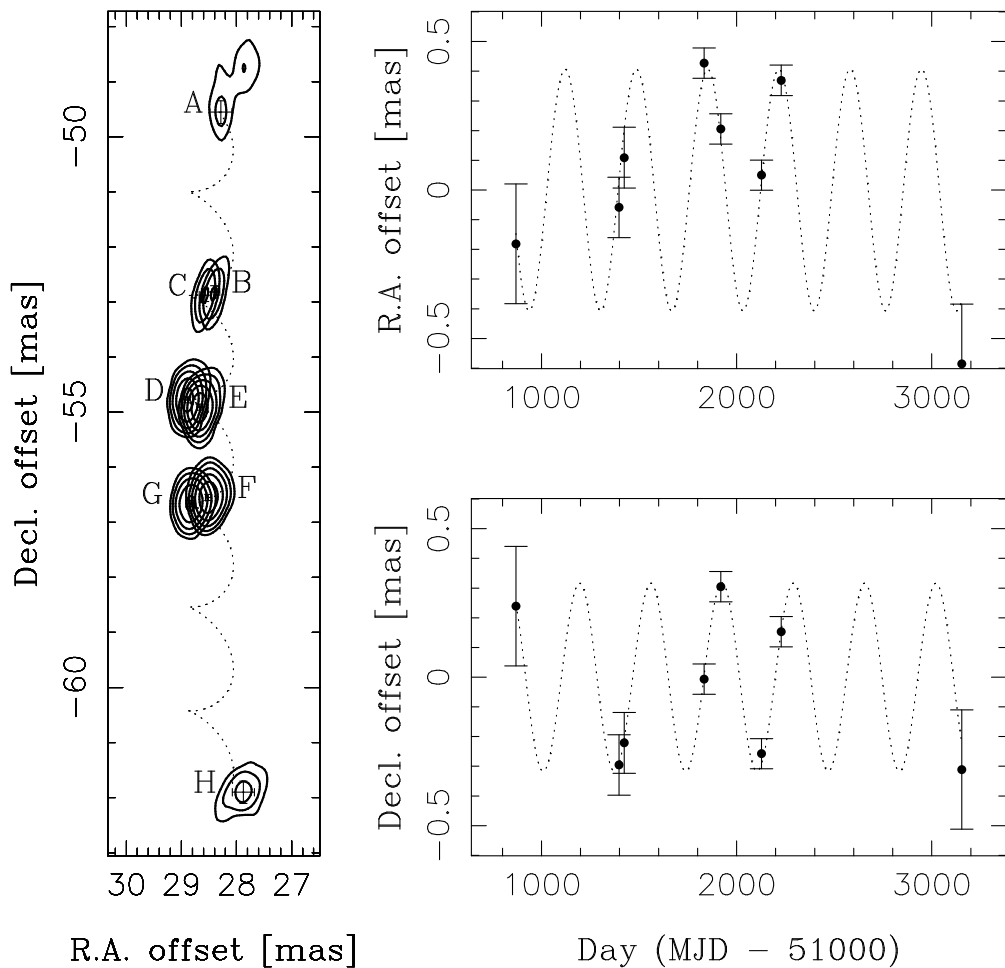 Decl. offset [mas]
−50
−55
−60
A
C
B
D
E
G
F
H
30 29 28 27
R.A. offset [mas]
R.A. offset [mas]
0.5
0
−0.5
1000 2000 3000
Decl. offset [mas]
0.5
0
−0.5
1000 2000 3000
Day (MJD − 51000)